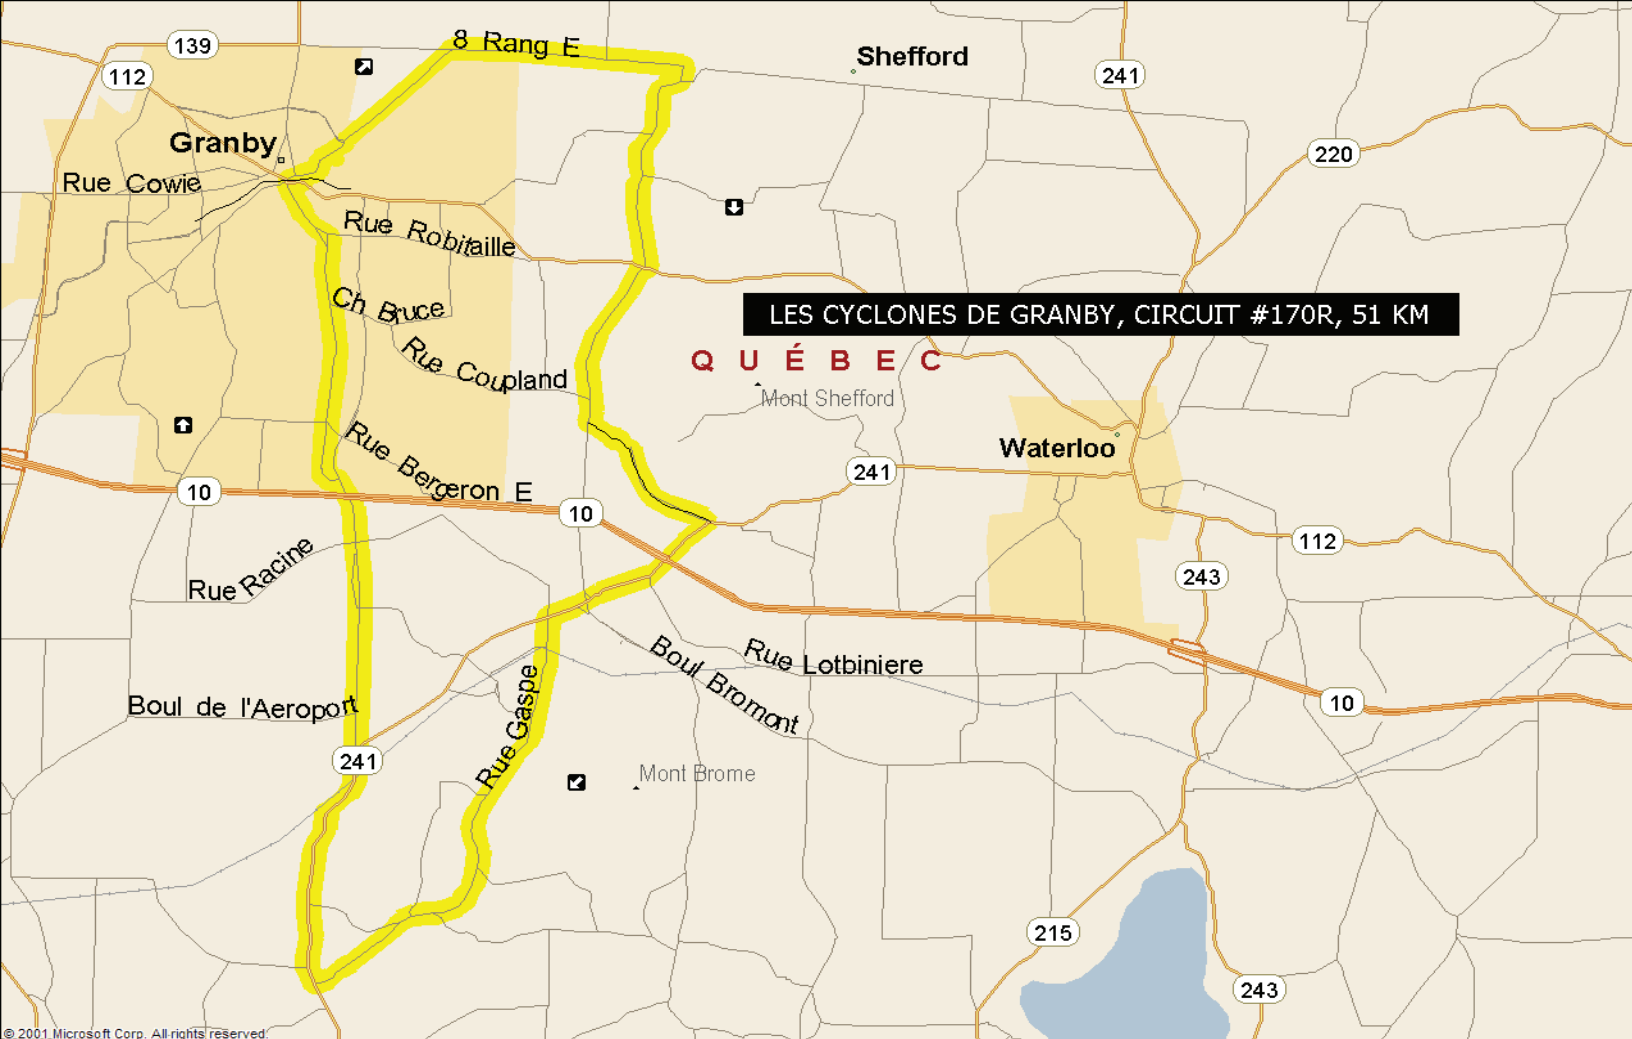 8 Rang E
139
Shefford
112
241
Granby
220
Rue Cowie
Rue Robitaille
Ch Bruce
LES CYCLONES DE GRANBY, CIRCUIT #170R, 51 KM
Rue Coupland
QUÉBEC
Mont Shefford
Rue Bergeron E
Waterloo
241
10
10
112
Rue Racine
243
Boul Bromont
Rue Lotbiniere
Rue Gaspe
Boul de l'Aeroport
10
241
Mont Brome
215
243
© 2001 Microsoft Corp. All rights reserved.